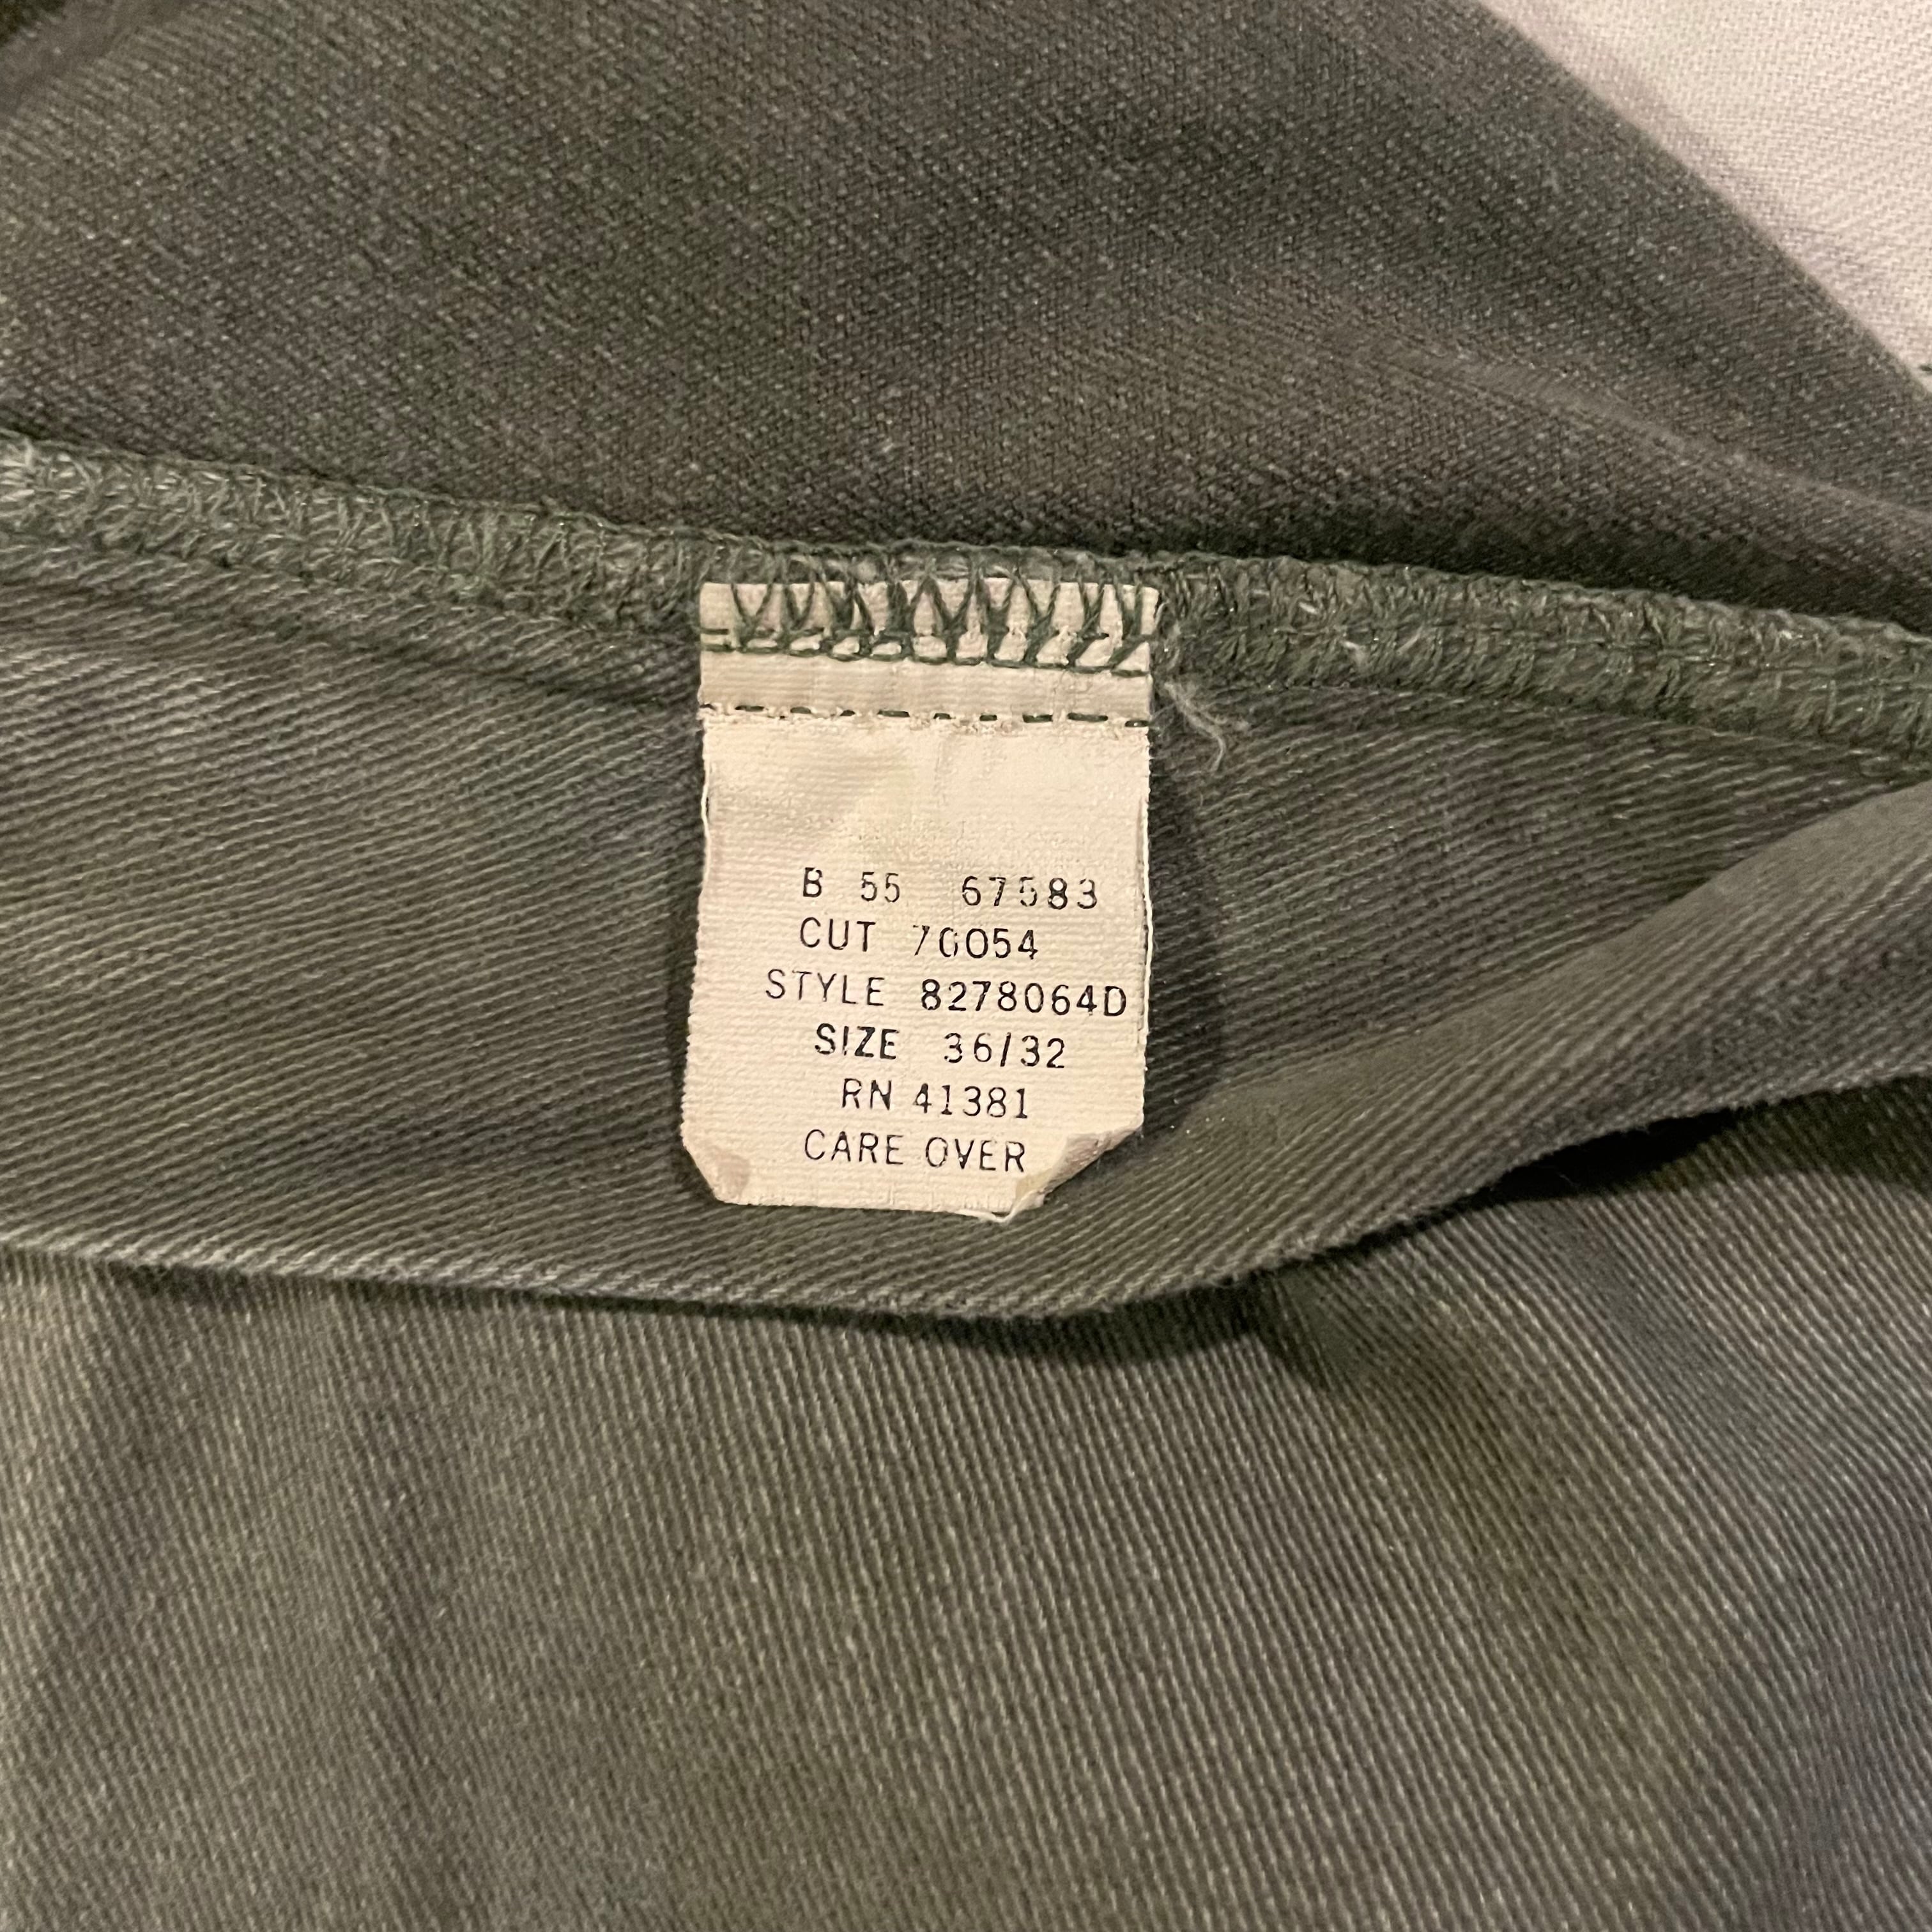 B 55 67583
CUT 70054
STYLE 8278064D
SIZE 36/32
RN 41381
CARE OVER